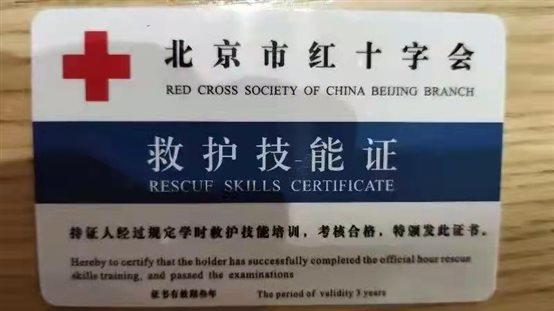 北京市红十字会
RED CROSS SOCIETY OF CHINA BEIJING BRANCH
救护技能证
RESCUE SKILLS CERTIFICATE
持证人经过规定学时救护技能培训，考核合格，特颁发此证书。
Hereby to certify that the holder has successfully completed the official hour rescue
skills training, and passed the examinations
证书有效期叁年 The period of validity 3 years